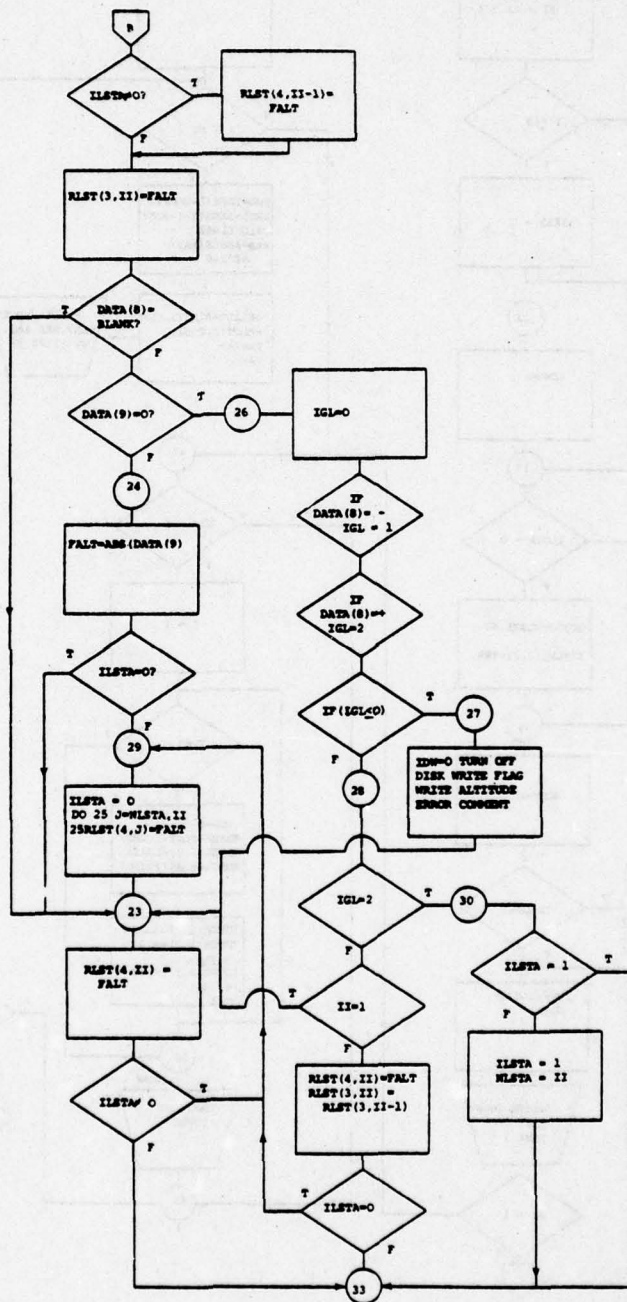 B
ILSTA≠0?
T
RLST(4,II-1)=
FALT
F
RLST(3,II)=FALT
T
DATA(8)=
BLANK?
F
DATA(9)=0?
T
26
IGL=0
F
24
IF
DATA(8)= -
IGL = 1
FALT=ABS(DATA(9)
IF
DATA(8)=+
IGL=2
T
ILSTA=0?
F
IF(IGL≤0)
T
27
29
F
28
IDW=0 TURN OFF
DISK WRITE FLAG
WRITE ALTITUDE
ERROR COMMENT
ILSTA = 0
DO 25 J=NLSTA,II
25RLST(4,J)=FALT
23
IGL=2
T
30
F
RLST(4,II) =
FALT
T
II=1
ILSTA = 1
T
F
F
ILSTA≠ 0
T
F
RLST(4,II)=FALT
RLST(3,II) =
RLST(3,II-1)
ILSTA = 1
NLSTA = II
T
ILSTA=0
F
33